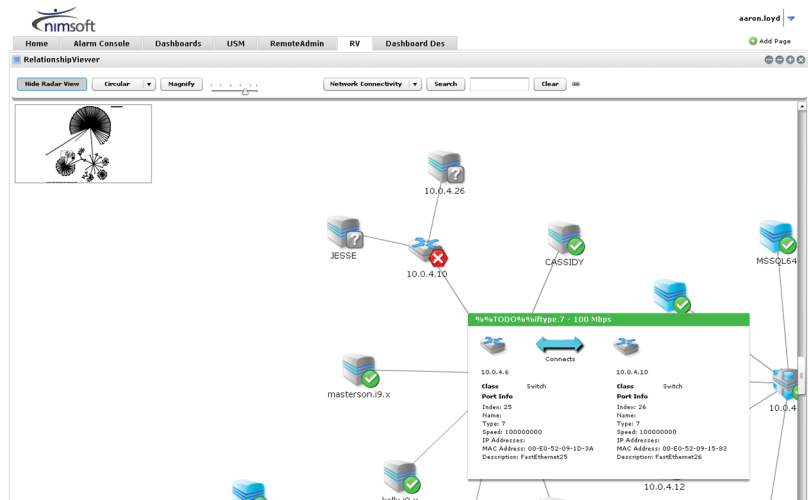 nimsoft
aaron.loyd
Home Alarm Console Dashboards USM RemoteAdmin RV Dashboard Des
Add Page
RelationshipViewer
Hide Radar View Circular Magnify Network Connectivity Search Clear
10.0.4.26
JESSE
10.0.4.10
CASSIDY
MSSQL64
%%TODO%%iftype.7 - 100 Mbps
Connects
10.0.4.6 10.0.4.10
Class Switch Class Switch
Port Info Port Info
Index: 25 Index: 26
Name: Name:
Type: 7 Type: 7
Speed: 100000000 Speed: 100000000
IP Addresses: IP Addresses:
MAC Address: 00-E0-52-09-1D-3A MAC Address: 00-E0-52-09-15-83
Description: FastEthernet25 Description: FastEthernet26
masterson.i9.x
10.0.4
10.0.4.12